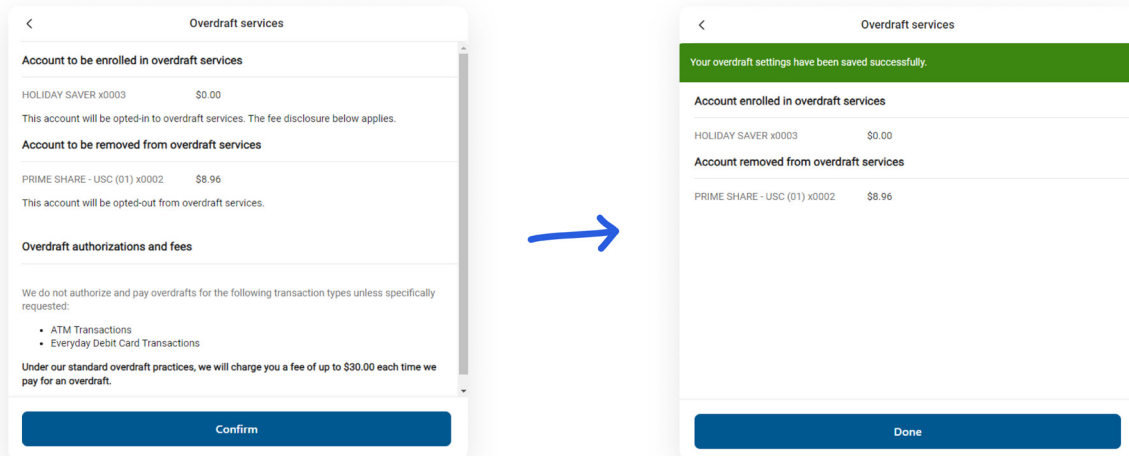 Overdraft services
Account to be enrolled in overdraft services
HOLIDAY SAVER x0003 $0.00
This account will be opted-in to overdraft services. The fee disclosure below applies.
Account to be removed from overdraft services
PRIME SHARE - USC (01) x0002 $8.96
This account will be opted-out from overdraft services.
Overdraft authorizations and fees
We do not authorize and pay overdrafts for the following transaction types unless specifically
requested:
• ATM Transactions
• Everyday Debit Card Transactions
Under our standard overdraft practices, we will charge you a fee of up to $30.00 each time we
pay for an overdraft.
Confirm
Overdraft services
Your overdraft settings have been saved successfully.
Account enrolled in overdraft services
HOLIDAY SAVER x0003 $0.00
Account removed from overdraft services
PRIME SHARE - USC (01) x0002 $8.96
Done